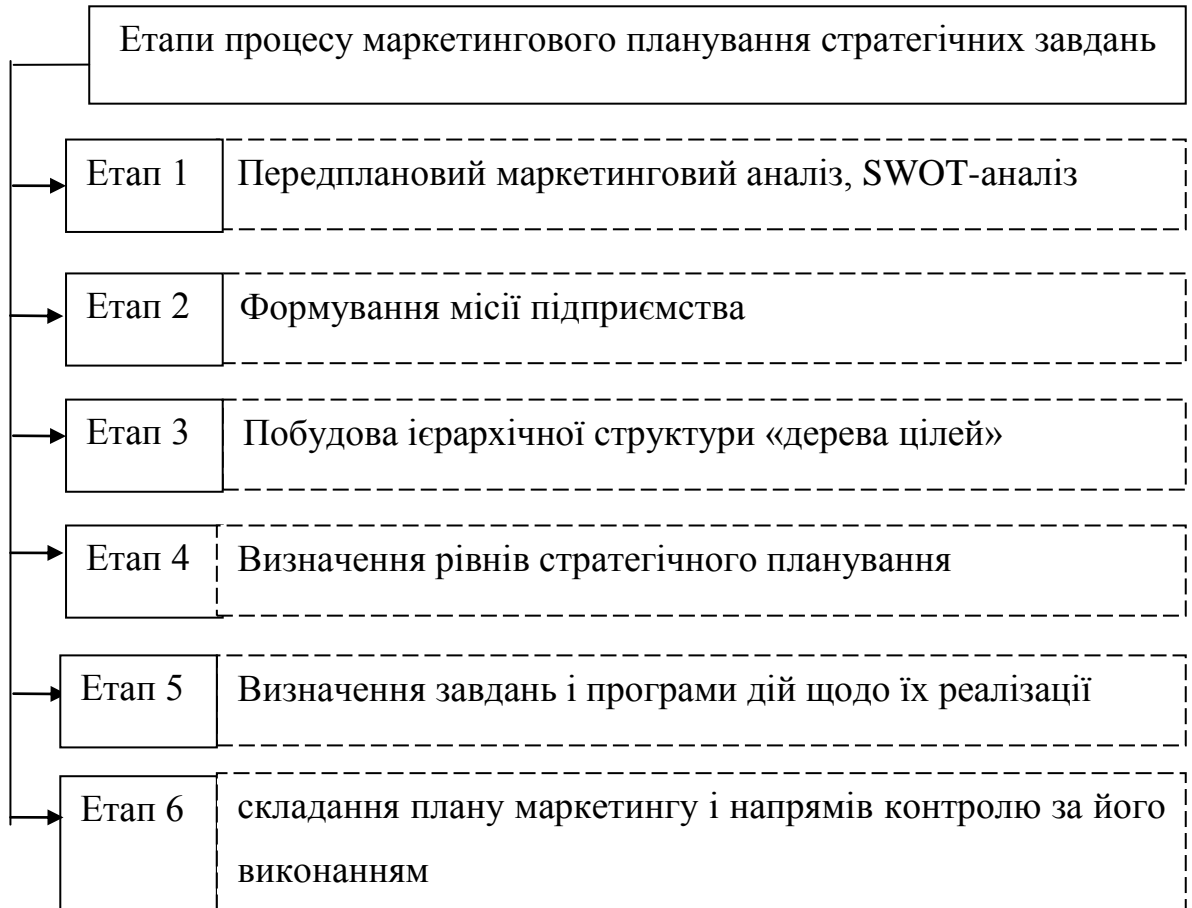 Етапи процесу маркетингового планування стратегічних завдань
Етап 1 Передплановий маркетинговий аналіз, SWOT-аналіз
Етап 2 Формування місії підприємства
Етап 3 Побудова ієрархічної структури «дерева цілей»
Етап 4 Визначення рівнів стратегічного планування
Етап 5 Визначення завдань і програми дій щодо їх реалізації
Етап 6 складання плану маркетингу і напрямів контролю за його
виконанням